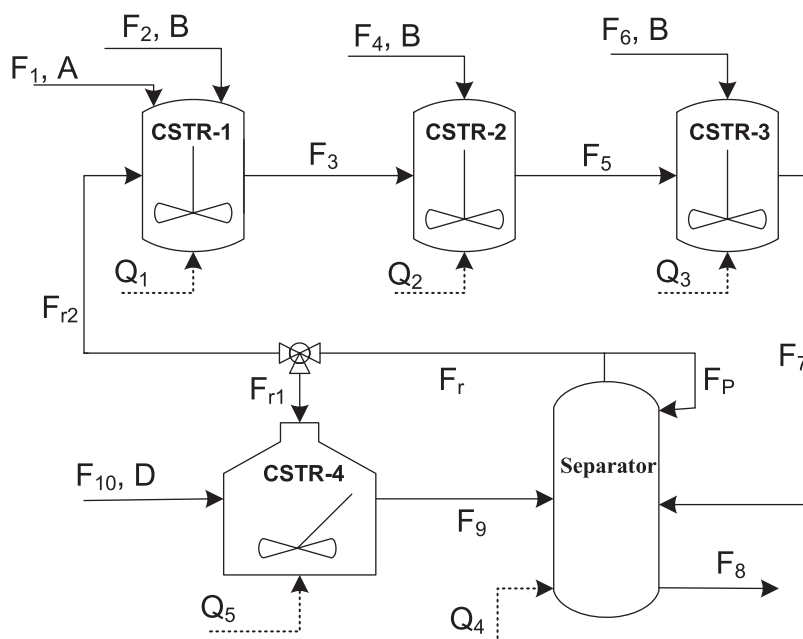 F2, B
F4, B
F6, B
F1, A
CSTR-1
CSTR-2
CSTR-3
F3
F5
Q1
Q2
Q3
Fr2
Fr1
Fr
FP
F7
F10, D
CSTR-4
Separator
F9
F8
Q5
Q4